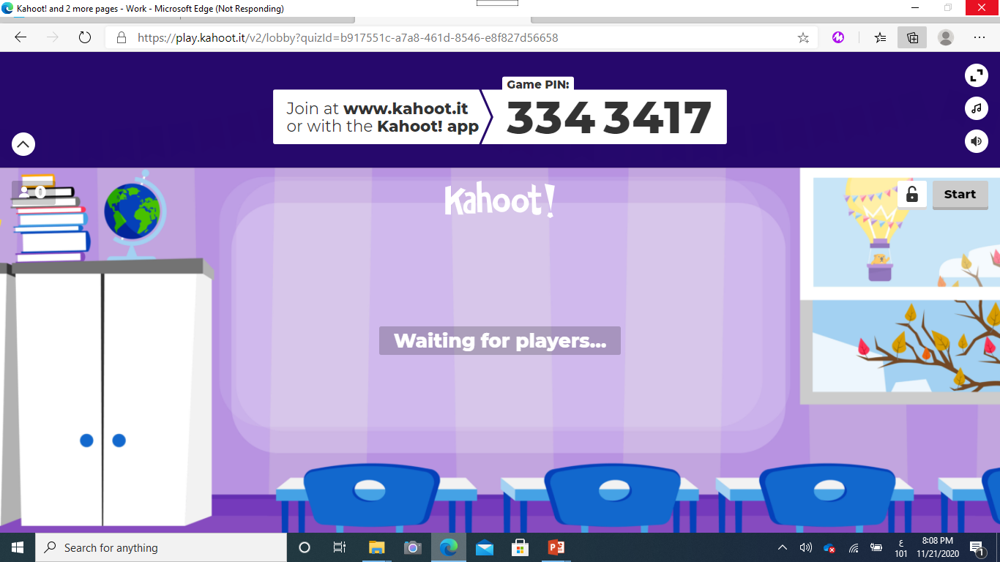 Kahoot! and 2 more pages - Work - Microsoft Edge (Not Responding)
https://play.kahoot.it/v2/lobby?quizId=b917551c-a7a8-461d-8546-e8f827d56658
Game PIN:
Join at www.kahoot.it
or with the Kahoot! app
334 3417
0
Kahoot!
Start
Waiting for players...
Search for anything
8:08 PM
ع
101
11/21/2020
1